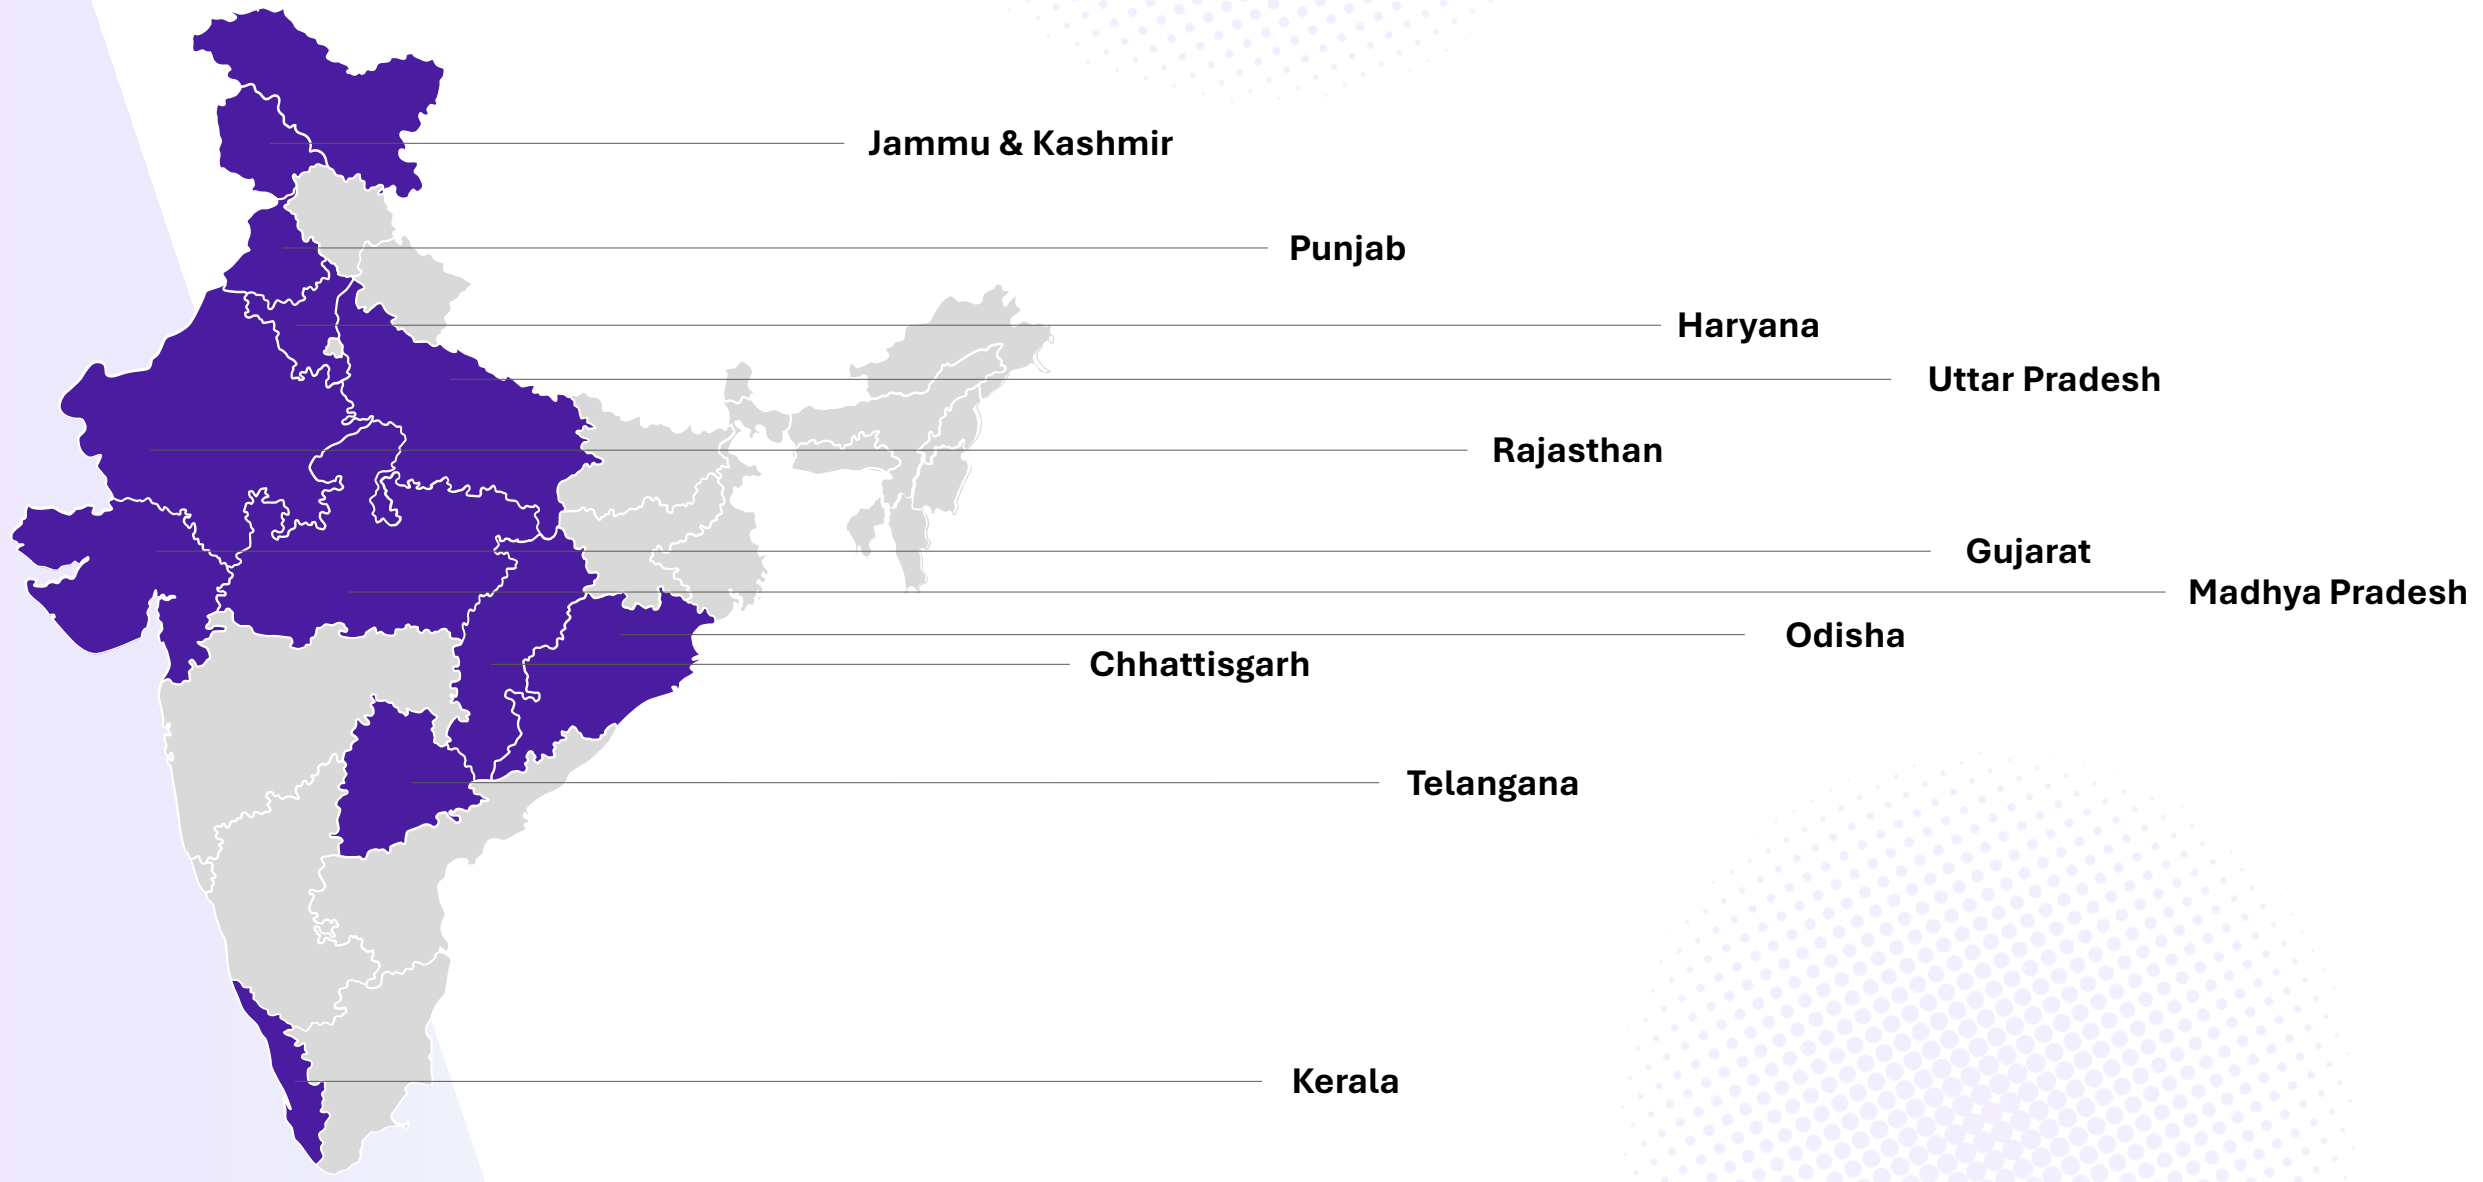 Jammu & Kashmir
Punjab
Haryana
Uttar Pradesh
Rajasthan
Gujarat
Madhya Pradesh
Odisha
Chhattisgarh
Telangana
Kerala